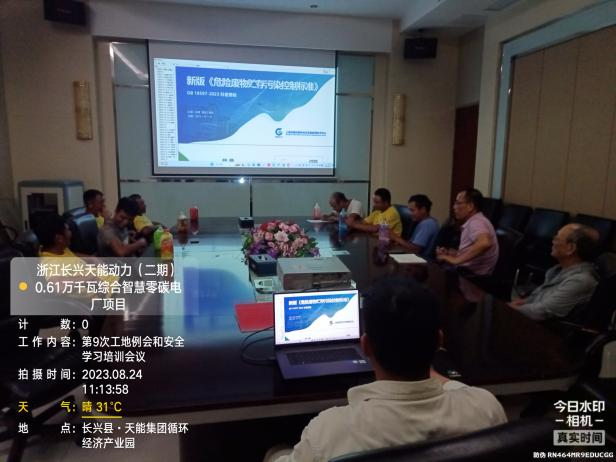 新版《危险废物贮存污染控制标准》
GB 18597-2023
浙江长兴天能动力（二期）
0.61万千瓦综合智慧零碳电
厂项目
计 数：0
工作内容：第9次工地例会和安全
学习培训会议
拍摄时间：2023.08.24
11:13:58
天 气：晴 31℃
地 点：长兴县·天能集团循环
经济产业园
今日水印
-相机-
真实时间
防伪 RN464MR9EDUCGG